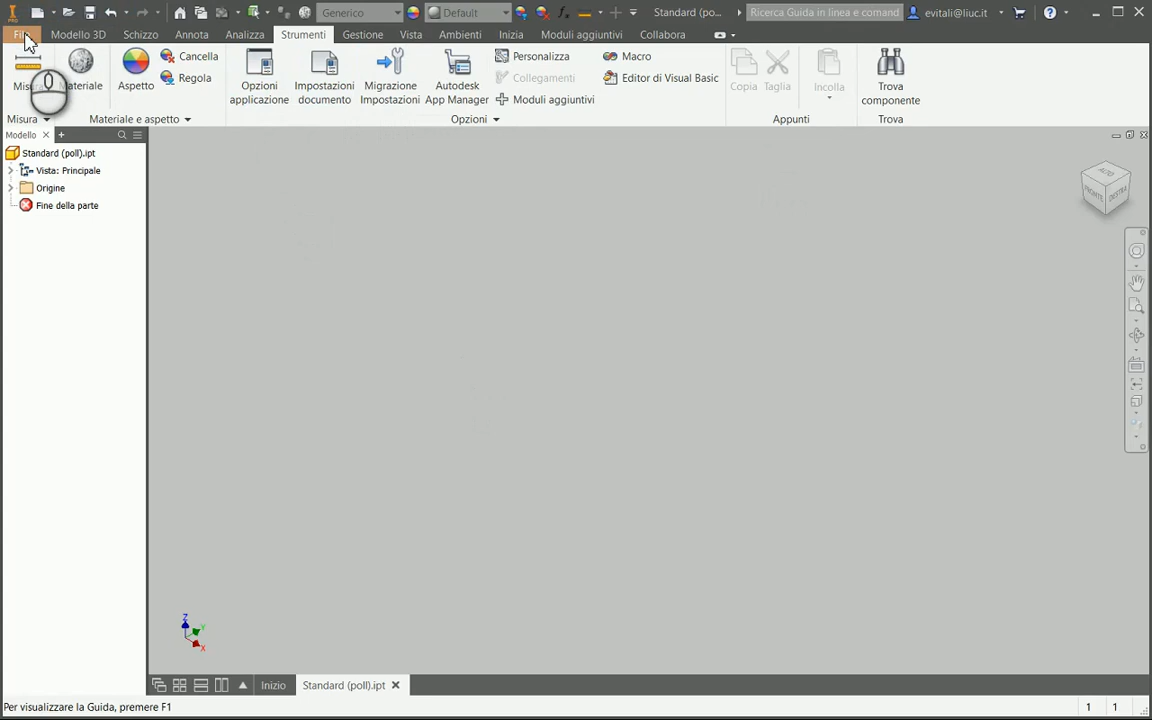 PRO
Generico
Default
Standard (po...
Ricerca Guida in linea e comand
evitali@liuc.it
Modello 3D
Schizzo
Annota
Analizza
Strumenti
Gestione
Vista
Ambienti
Inizia
Moduli aggiuntivi
Collabora
Aspetto
Cancella
Regola
Opzioni
applicazione
Impostazioni
documento
Migrazione
Impostazioni
Autodesk
App Manager
Personalizza
Collegamenti
Moduli aggiuntivi
Macro
Editor di Visual Basic
Copia
Taglia
Incolla
Trova
componente
Misura
Materiale e aspetto
Opzioni
Appunti
Trova
Modello
Standard (poll).ipt
Vista: Principale
Origine
Fine della parte
ALTO
FRONTE
DESTRA
Z
Y
X
Inizio
Standard (poll).ipt
Per visualizzare la Guida, premere F1
1
1